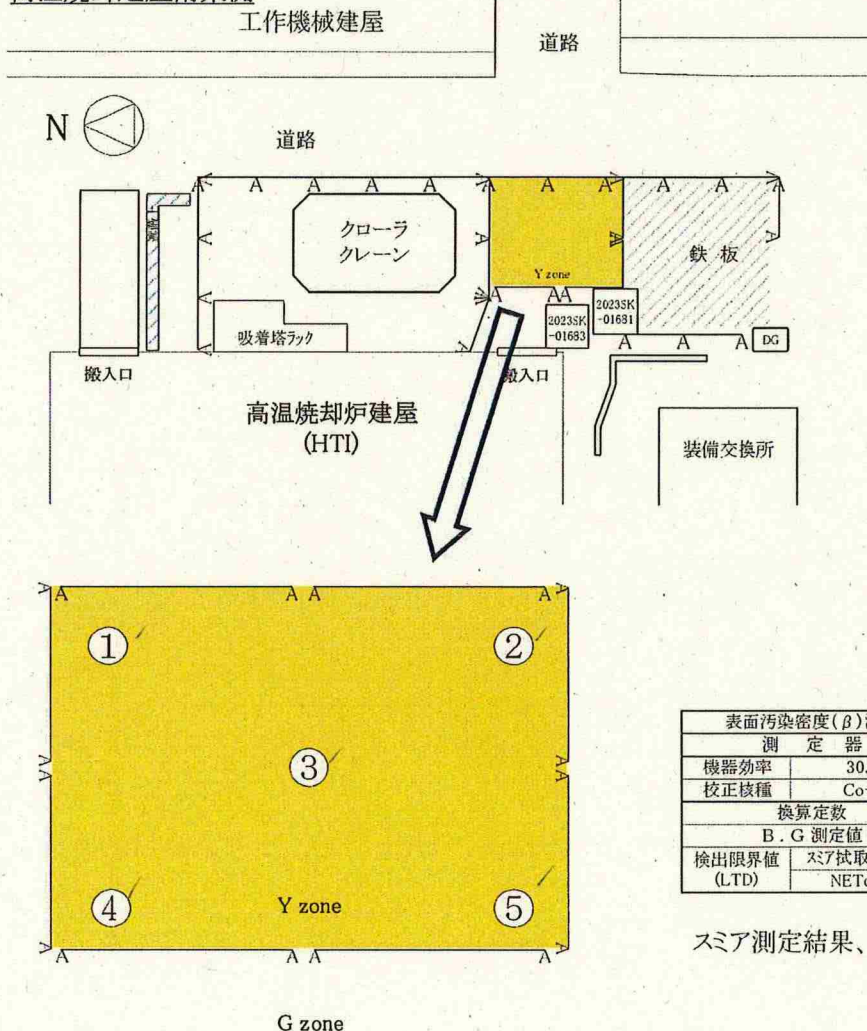 工作機械建屋
道路
N
道路
A A A A A A A A A A A
クローラ
クレーン
鉄板
Y zone
2023SK
-01683
2023SK
-01681
吸着塔ラック
DG
搬入口
搬入口
高温焼却炉建屋
(HTI)
装備交換所
A A A A
① ②
③
④ Y zone ⑤
A A A A
G zone
表面汚染密度(β)
測 定 器
機器効率 30.
校正核種 Co
換算定数
B . G 測定値
検出限界値
(LTD)
スミア拭取
NET
スミア測定結果、